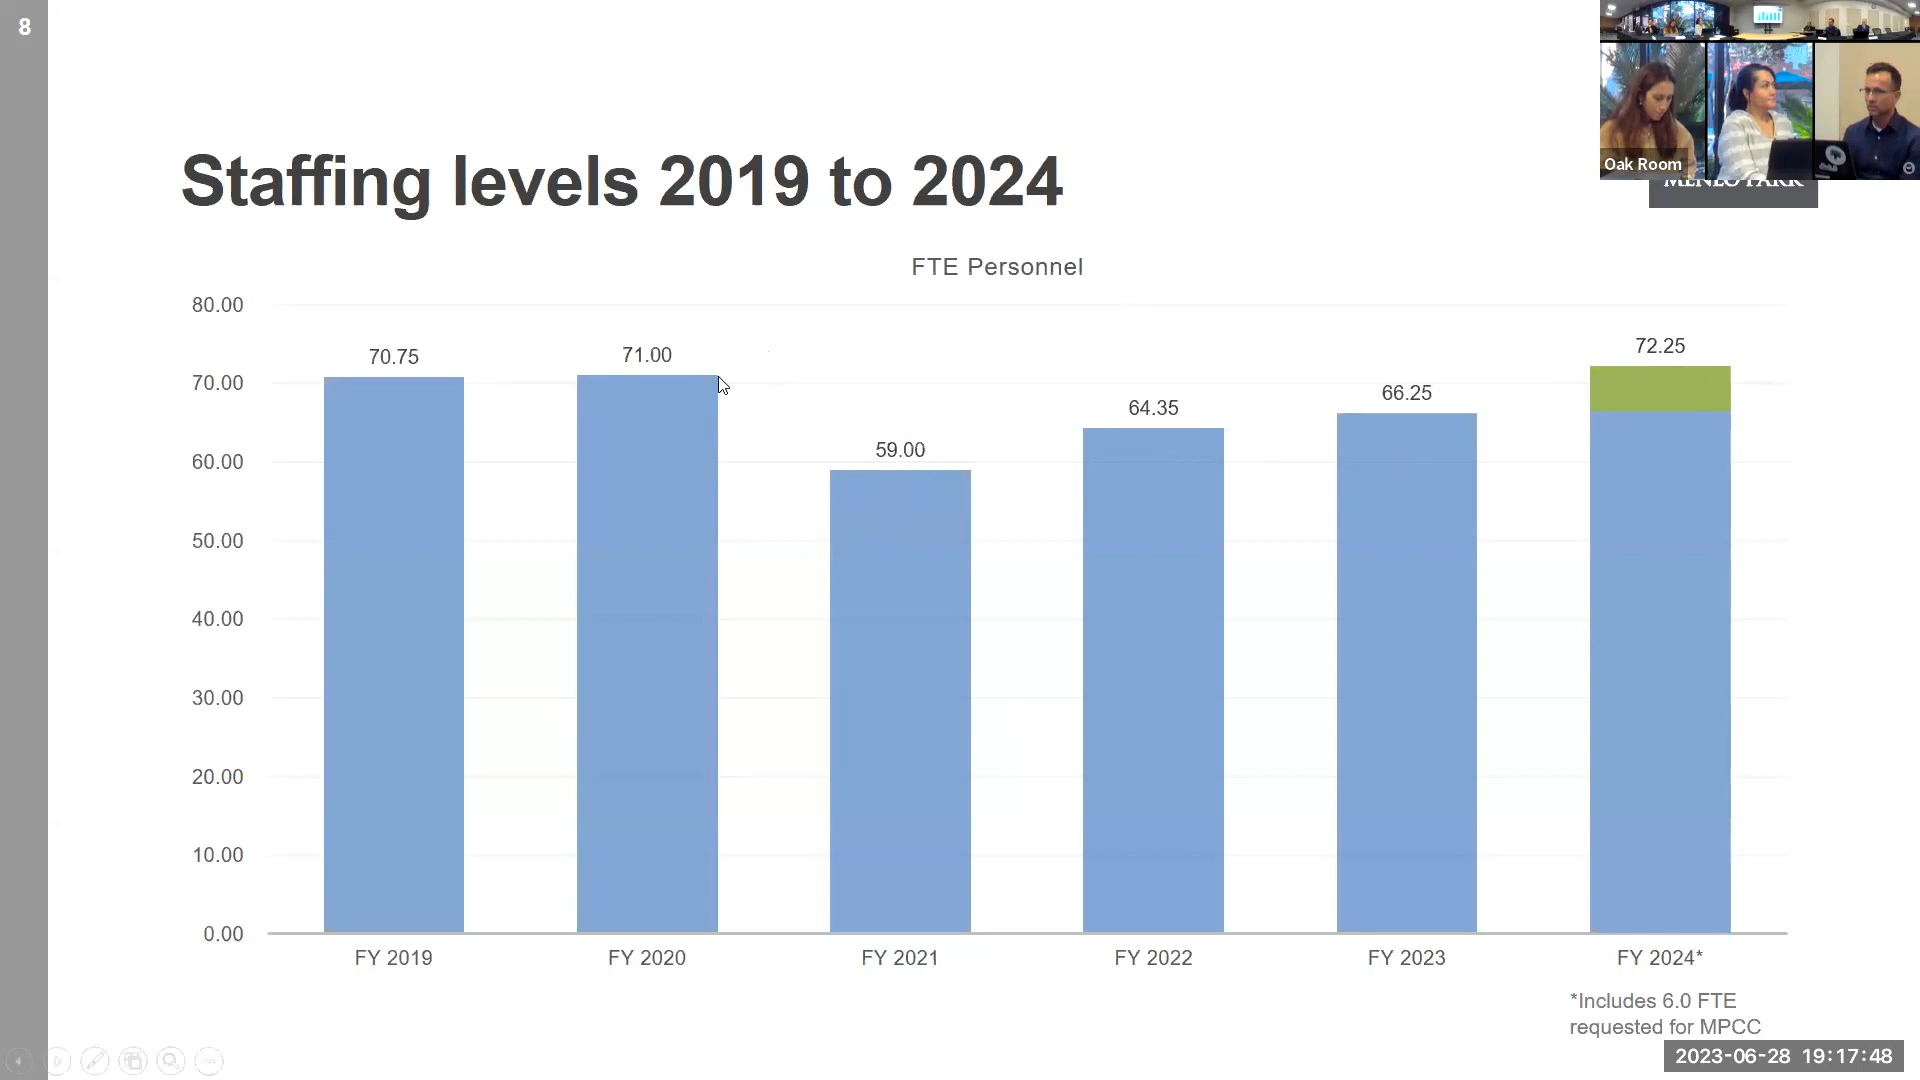 8
Oak Room
MENLO PARK
Staffing levels 2019 to 2024
FTE Personnel
80.00
70.00
60.00
50.00
40.00
30.00
20.00
10.00
0.00
70.75
71.00
59.00
64.35
66.25
72.25
FY 2019
FY 2020
FY 2021
FY 2022
FY 2023
FY 2024*
*Includes 6.0 FTE
requested for MPCC
2023-06-28 19:17:48